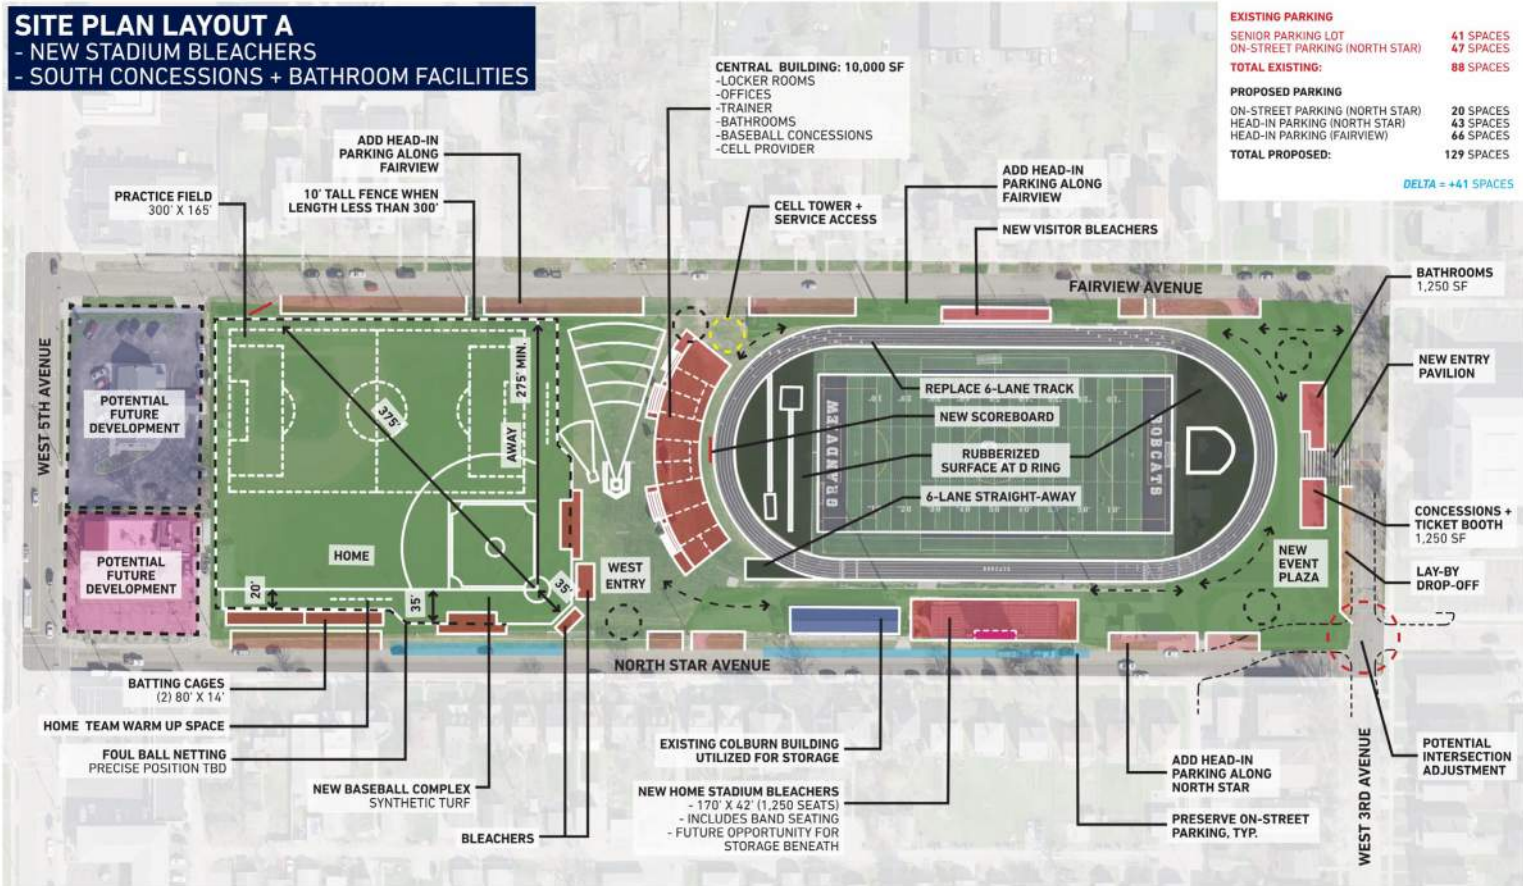 SITE PLAN LAYOUT A
- NEW STADIUM BLEACHERS
- SOUTH CONCESSIONS + BATHROOM FACILITIES
EXISTING PARKING
SENIOR PARKING LOT 41 SPACES
ON-STREET PARKING (NORTH STAR) 47 SPACES
TOTAL EXISTING: 88 SPACES
PROPOSED PARKING
ON-STREET PARKING (NORTH STAR) 20 SPACES
HEAD-IN PARKING (NORTH STAR) 43 SPACES
HEAD-IN PARKING (FAIRVIEW) 66 SPACES
TOTAL PROPOSED: 129 SPACES
DELTA = +41 SPACES
CENTRAL BUILDING: 10,000 SF
-LOCKER ROOMS
-OFFICES
-TRAINER
-BATHROOMS
-BASEBALL CONCESSIONS
-CELL PROVIDER
ADD HEAD-IN
PARKING ALONG
FAIRVIEW
PRACTICE FIELD
300' X 165'
10' TALL FENCE WHEN
LENGTH LESS THAN 300'
CELL TOWER +
SERVICE ACCESS
ADD HEAD-IN
PARKING ALONG
FAIRVIEW
NEW VISITOR BLEACHERS
FAIRVIEW AVENUE
BATHROOMS
1,250 SF
NEW ENTRY
PAVILION
WEST 5TH AVENUE
POTENTIAL
FUTURE
DEVELOPMENT
POTENTIAL
FUTURE
DEVELOPMENT
375'
275' MIN.
AWAY
HOME
20'
35'
35'
WEST
ENTRY
REPLACE 6-LANE TRACK
NEW SCOREBOARD
RUBBERIZED
SURFACE AT D RING
6-LANE STRAIGHT-AWAY
GRANDVIEW
BOBCATS
CONCESSIONS +
TICKET BOOTH
1,250 SF
NEW
EVENT
PLAZA
LAY-BY
DROP-OFF
NORTH STAR AVENUE
BATTING CAGES
(2) 80' X 14'
HOME TEAM WARM UP SPACE
FOUL BALL NETTING
PRECISE POSITION TBD
NEW BASEBALL COMPLEX
SYNTHETIC TURF
BLEACHERS
EXISTING COLBURN BUILDING
UTILIZED FOR STORAGE
NEW HOME STADIUM BLEACHERS
- 170' X 42' (1,250 SEATS)
- INCLUDES BAND SEATING
- FUTURE OPPORTUNITY FOR
STORAGE BENEATH
ADD HEAD-IN
PARKING ALONG
NORTH STAR
PRESERVE ON-STREET
PARKING, TYP.
WEST 3RD AVENUE
POTENTIAL
INTERSECTION
ADJUSTMENT